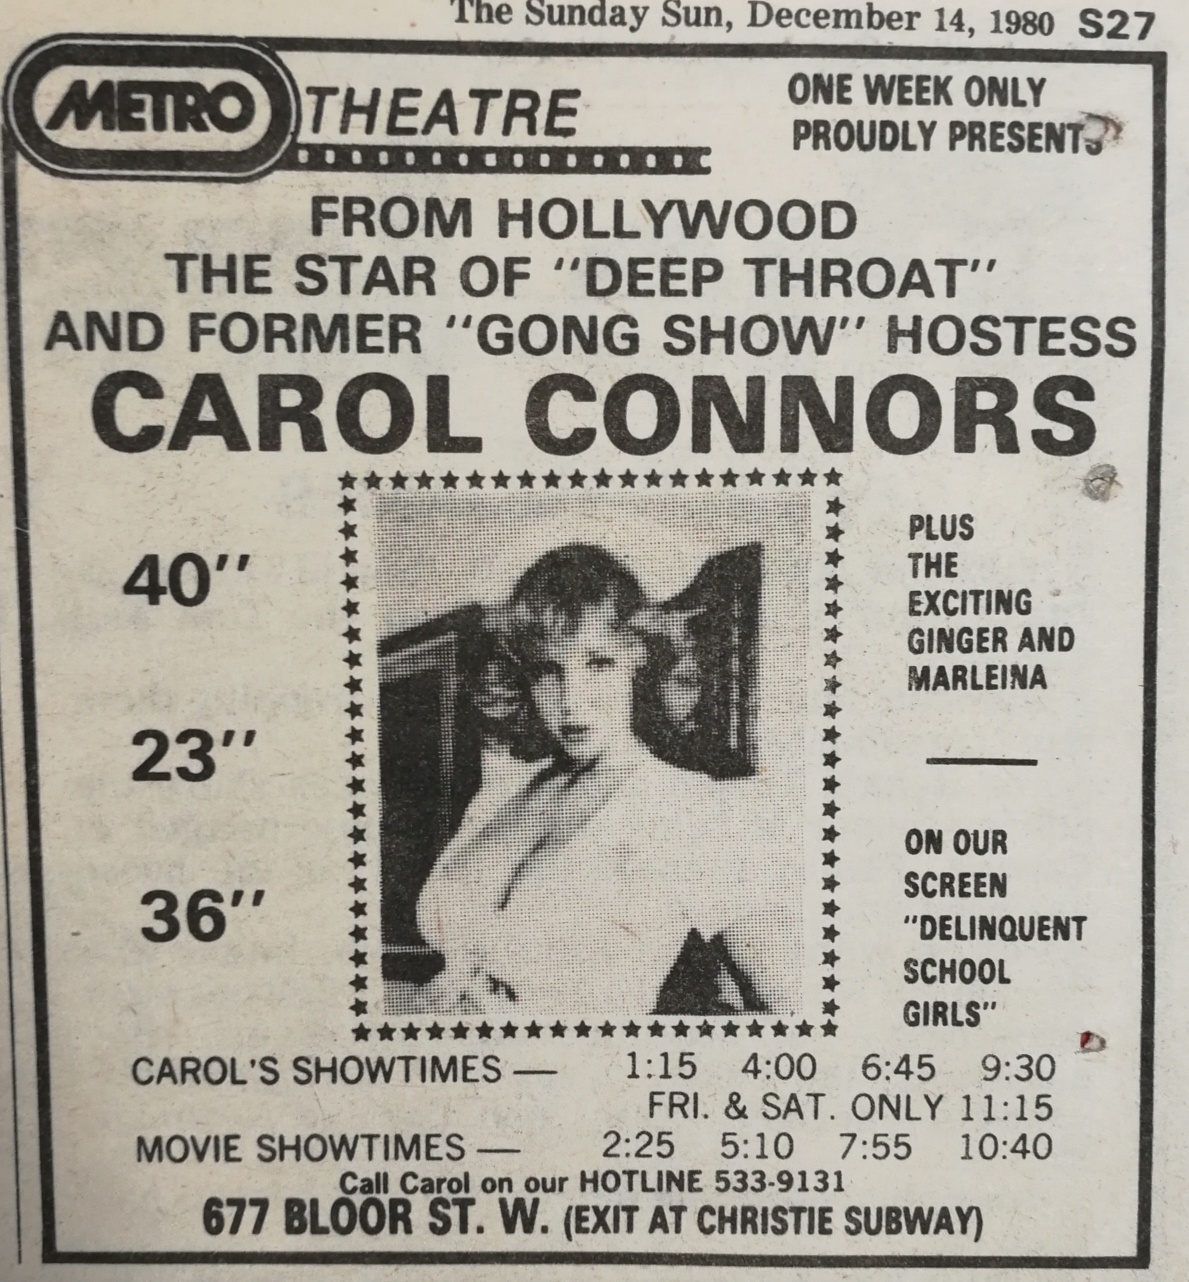 The Sunday Sun, December 14, 1980 S27
METRO THEATRE
ONE WEEK ONLY
PROUDLY PRESENTS
FROM HOLLYWOOD
THE STAR OF "DEEP THROAT"
AND FORMER "GONG SHOW" HOSTESS
CAROL CONNORS
40"
23"
36"
PLUS
THE
EXCITING
GINGER AND
MARLEINA
ON OUR
SCREEN
"DELINQUENT
SCHOOL
GIRLS"
CAROL'S SHOWTIMES — 1:15 4:00 6:45 9:30
FRI. & SAT. ONLY 11:15
MOVIE SHOWTIMES — 2:25 5:10 7:55 10:40
Call Carol on our HOTLINE 533-9131
677 BLOOR ST. W. (EXIT AT CHRISTIE SUBWAY)